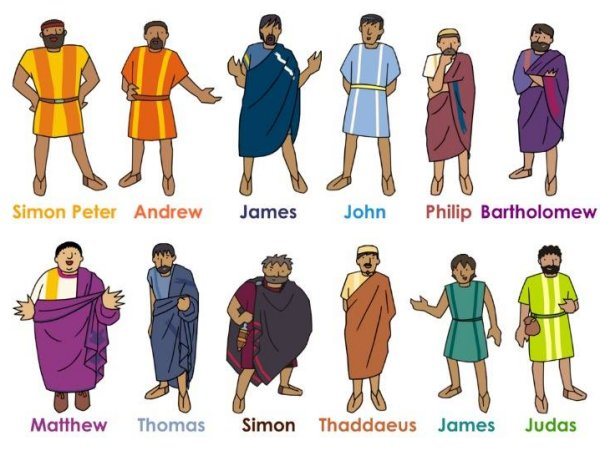 Simon Peter Andrew James John Philip Bartholomew
Matthew Thomas Simon Thaddaeus James Judas